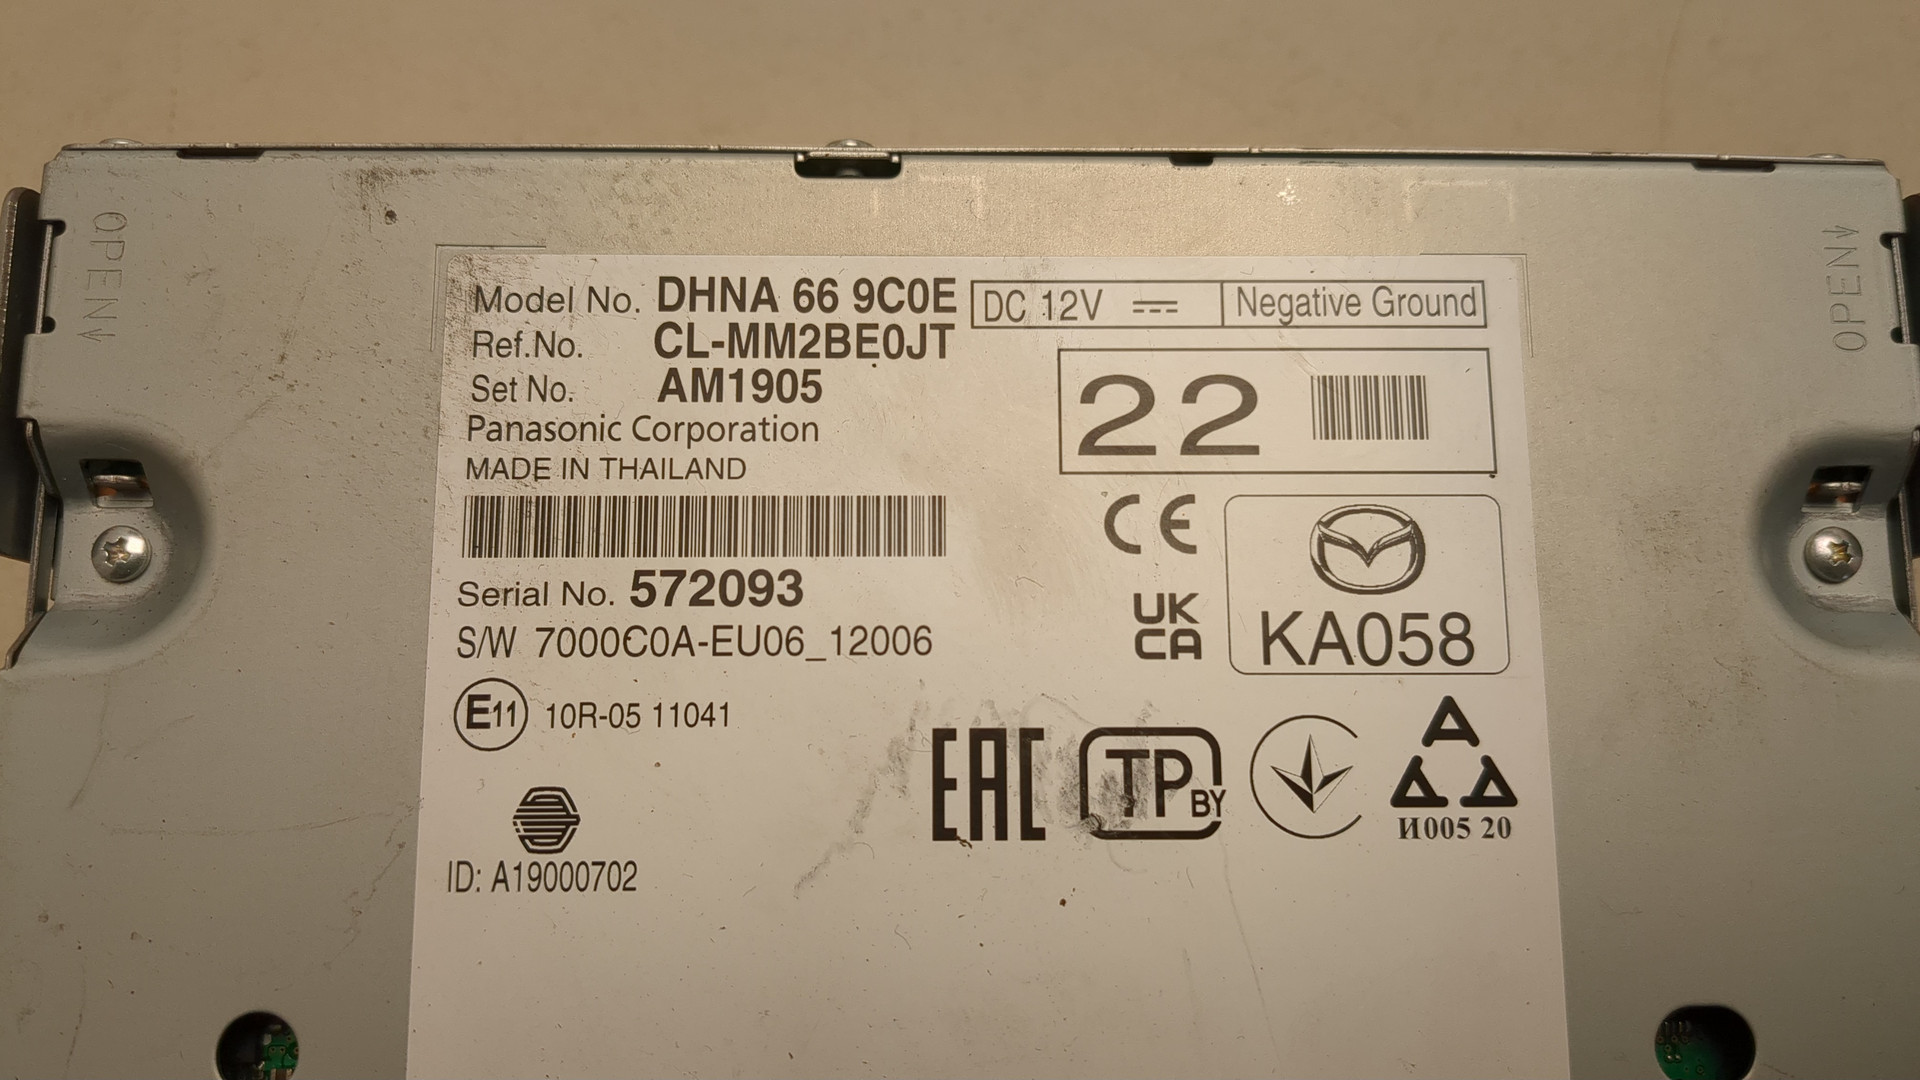 OPEN
OPEN
Model No. DHNA 66 9C0E
DC 12V
Negative Ground
Ref.No. CL-MM2BE0JT
Set No. AM1905
Panasonic Corporation
MADE IN THAILAND
22
CE
Serial No. 572093
UK
CA
KA058
S/W 7000C0A-EU06_12006
E11 10R-05 11041
EAC
TP BY
И005 20
ID: A19000702